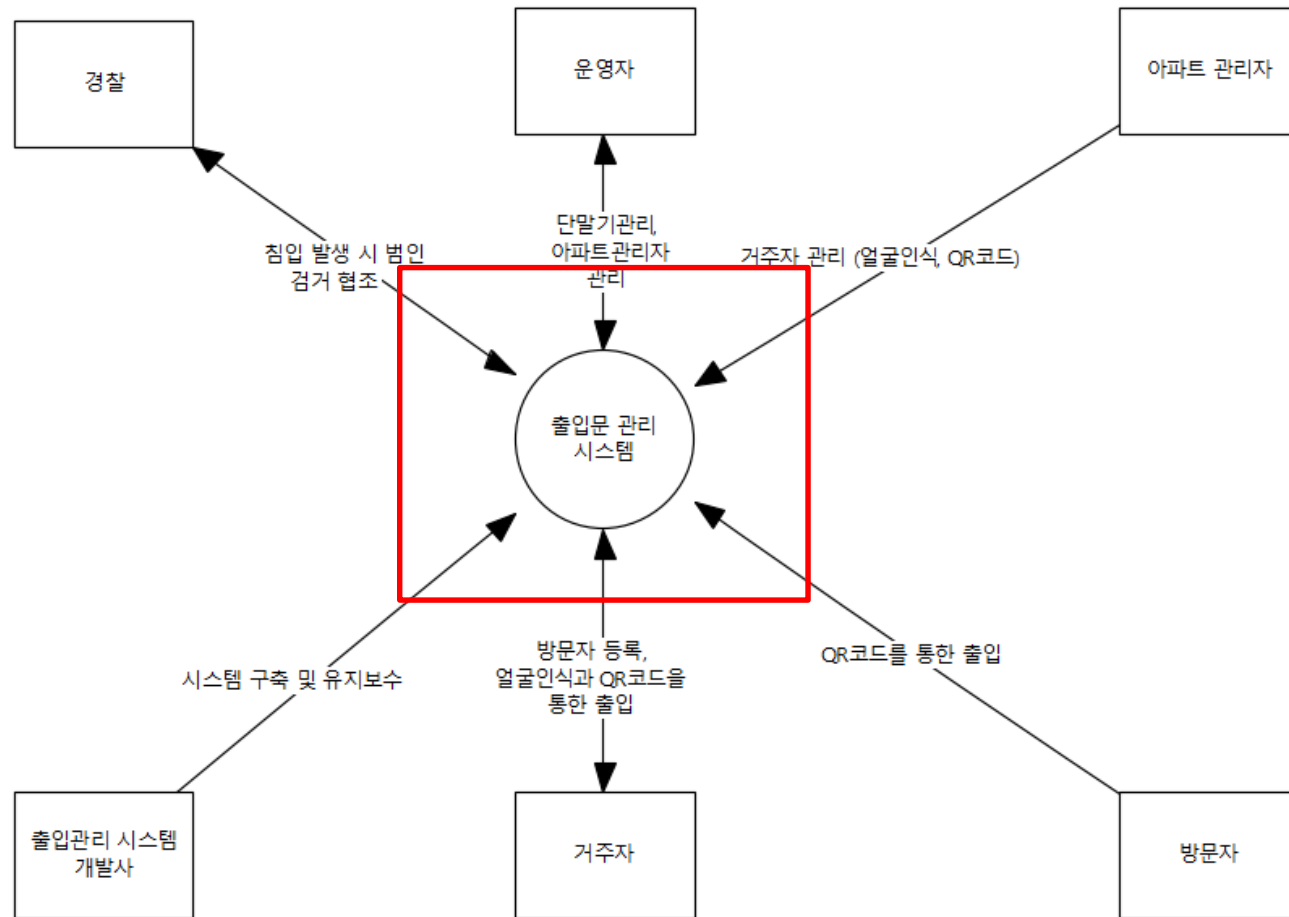 경찰
운영자
아파트 관리자
단말기관리,
아파트관리자
관리
침입 발생 시 범인
검거 협조
거주자 관리 (얼굴인식, QR코드)
출입문 관리
시스템
시스템 구축 및 유지보수
방문자 등록,
얼굴인식과 QR코드을
통한 출입
QR코드를 통한 출입
출입관리 시스템
개발사
거주자
방문자